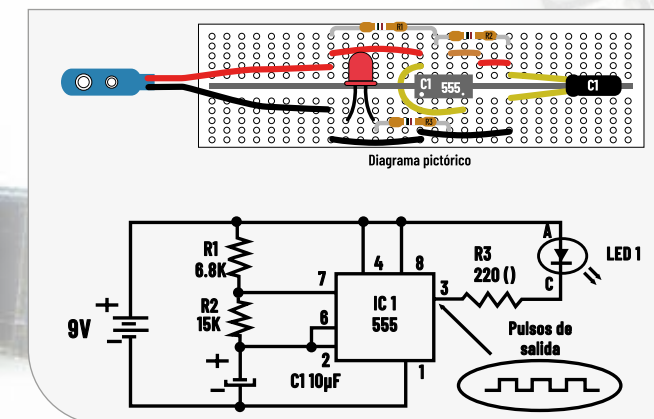 R1
R2
C1 555
C1
R3
Diagrama pictórico
R1
6.8K
R2
15K
9V
+
−
+
−
C1 10µF
4
8
7
6
2
3
1
IC 1
555
R3
220 ()
A
C
LED 1
Pulsos de
salida